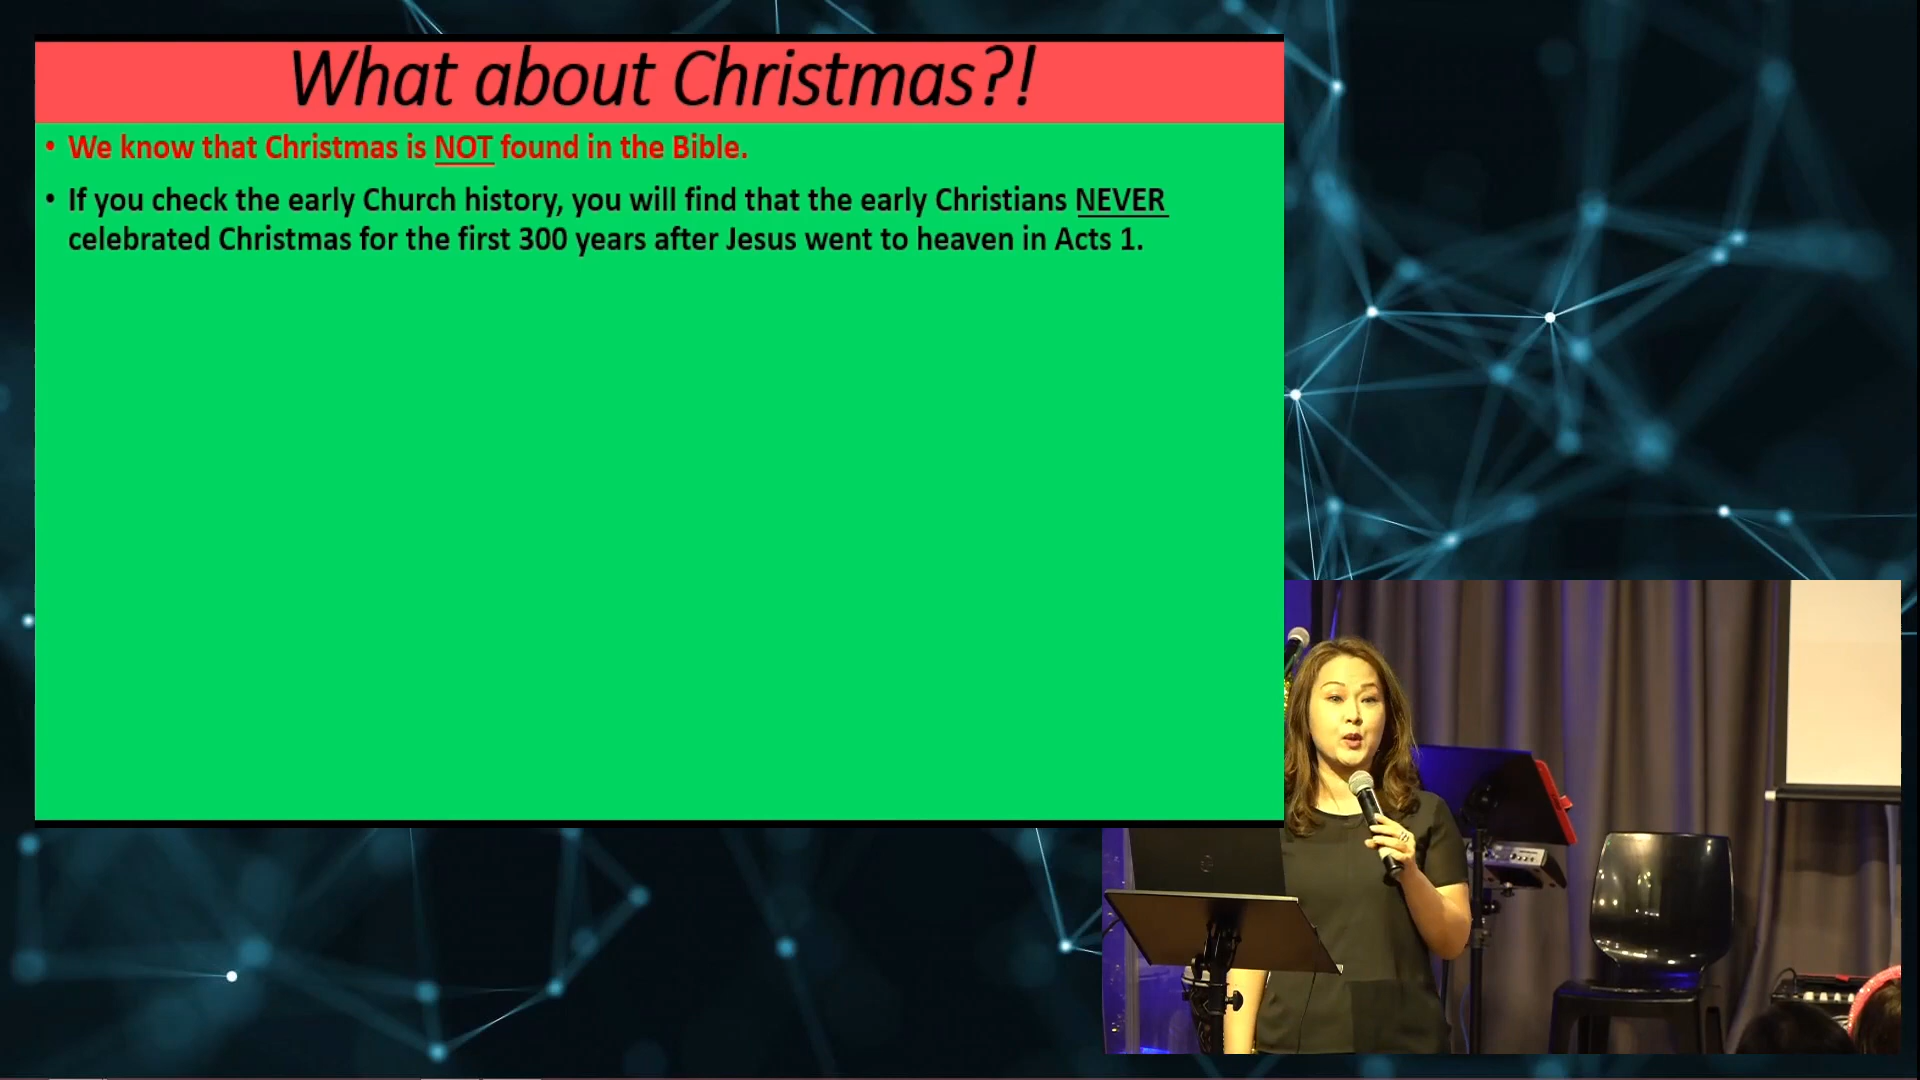 What about Christmas?!
• We know that Christmas is NOT found in the Bible.
• If you check the early Church history, you will find that the early Christians NEVER
celebrated Christmas for the first 300 years after Jesus went to heaven in Acts 1.